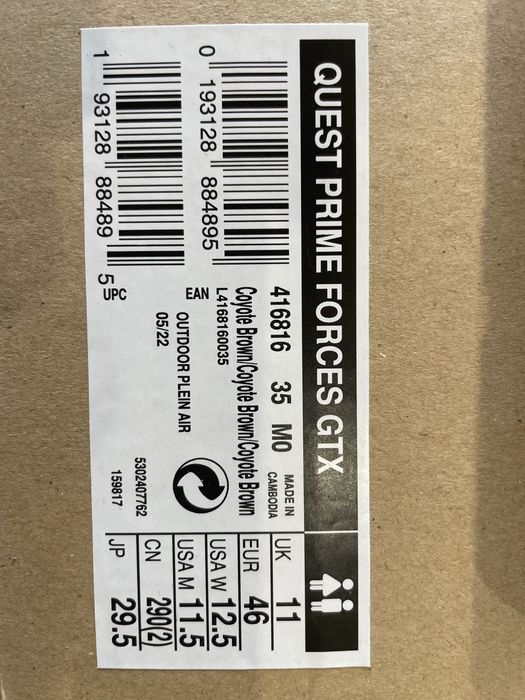 QUEST PRIME FORCES GTX
0 193128 884895
EAN
1 93128 88489 5
UPC
416816 35 M0
MADE IN
CAMBODIA
Coyote Brown/Coyote Brown/Coyote Brown
L4168160035
OUTDOOR PLEIN AIR
05/22
5302407762
159817
UK 11
EUR 46
USA W 12.5
USA M 11.5
CN 290(2)
JP 29.5